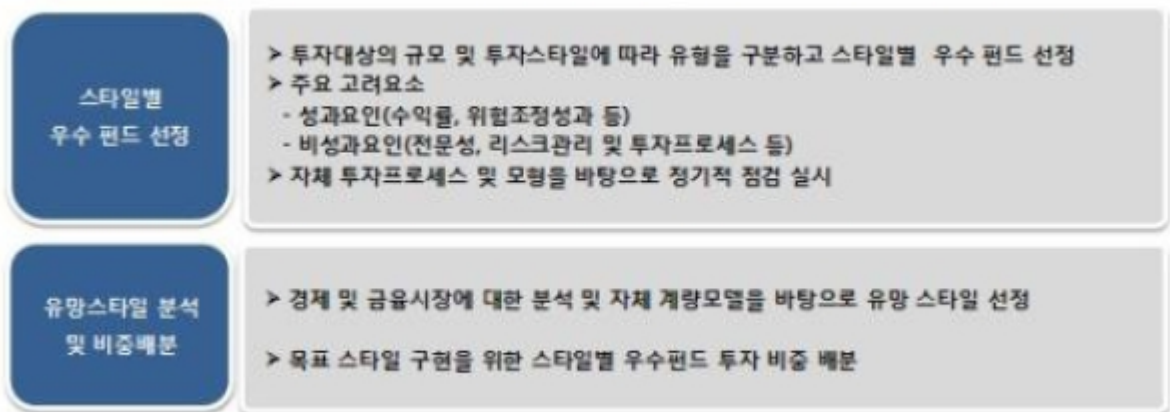 스타일별
우수 펀드 선정
➤ 투자대상의 규모 및 투자스타일에 따라 유형을 구분하고 스타일별 우수 펀드 선정
➤ 주요 고려요소
- 성과요인(수익률, 위험조정성과 등)
- 비성과요인(전문성, 리스크관리 및 투자프로세스 등)
➤ 자체 투자프로세스 및 모형을 바탕으로 정기적 점검 실시
유망스타일 분석
및 비중배분
➤ 경제 및 금융시장에 대한 분석 및 자체 계량모델을 바탕으로 유망 스타일 선정
➤ 목표 스타일 구현을 위한 스타일별 우수펀드 투자 비중 배분